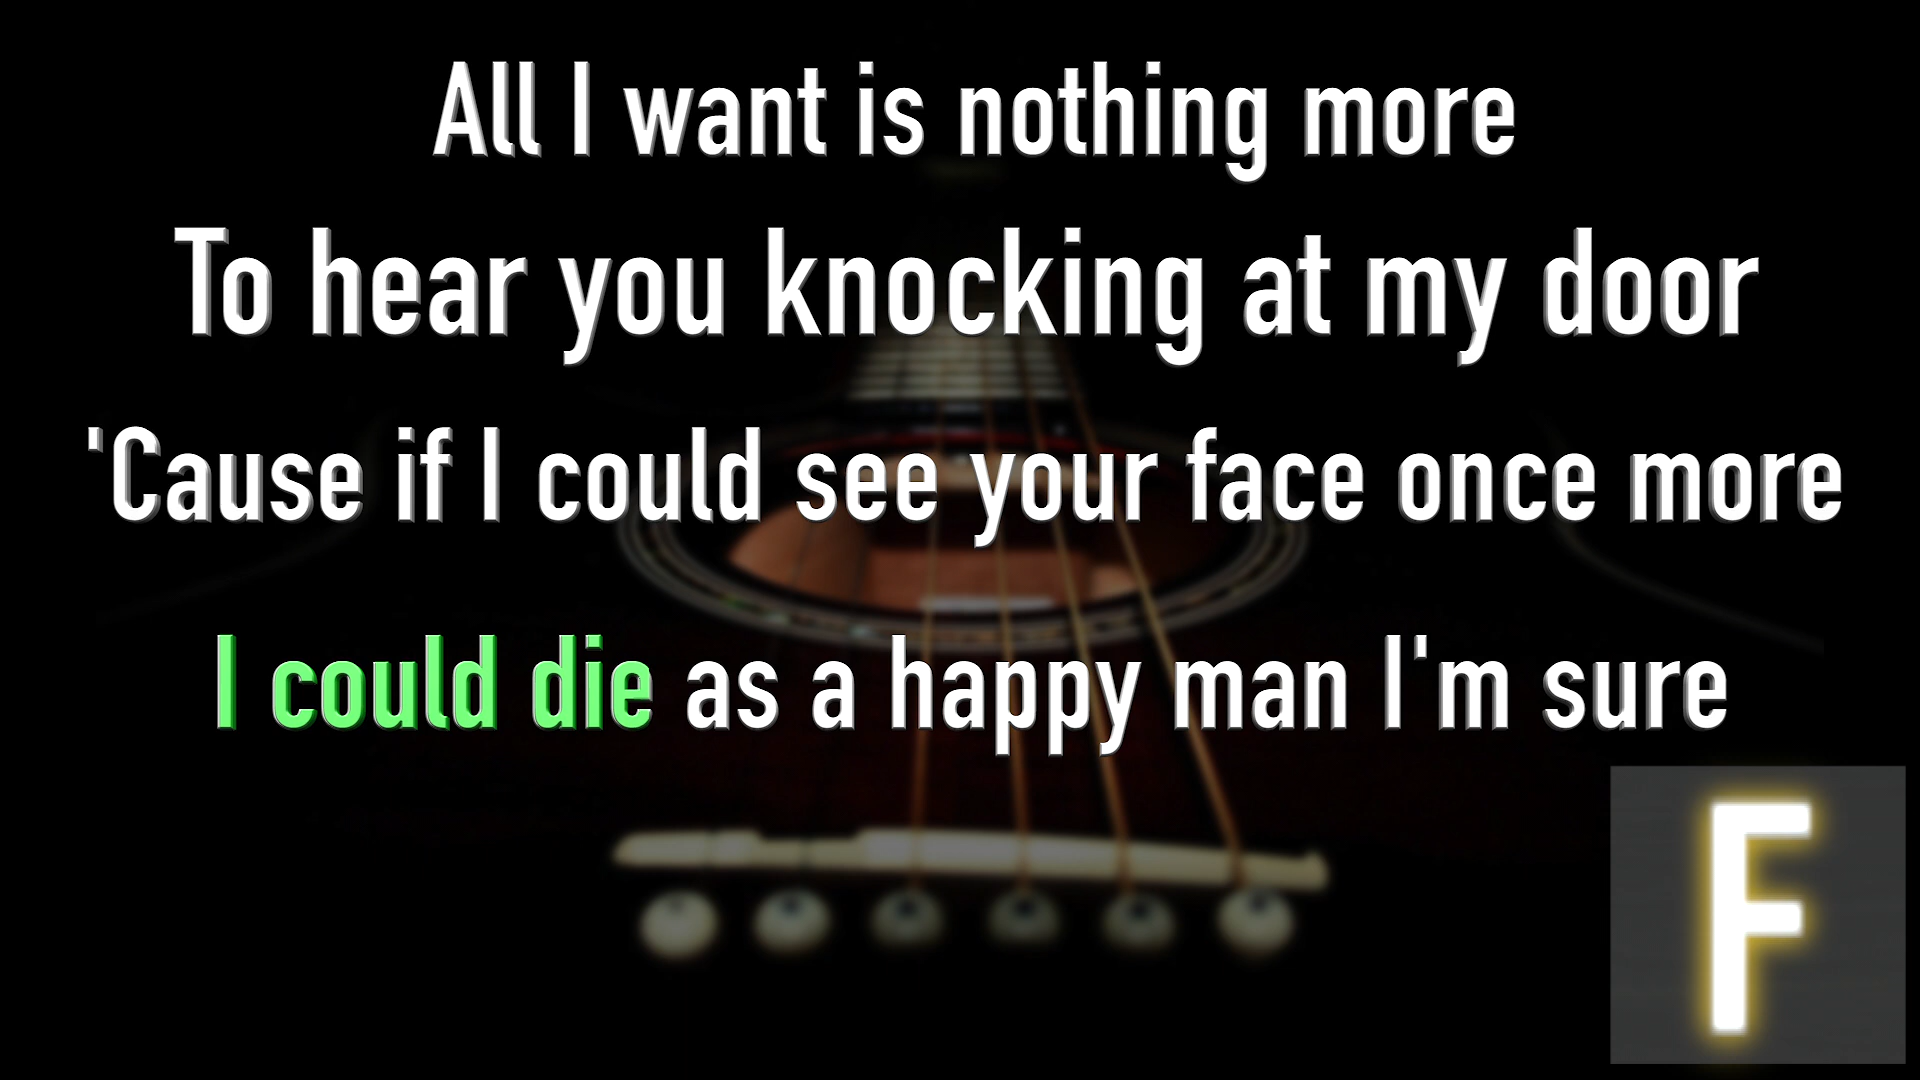 All I want is nothing more
To hear you knocking at my door
'Cause if I could see your face once more
I could die as a happy man I'm sure
F